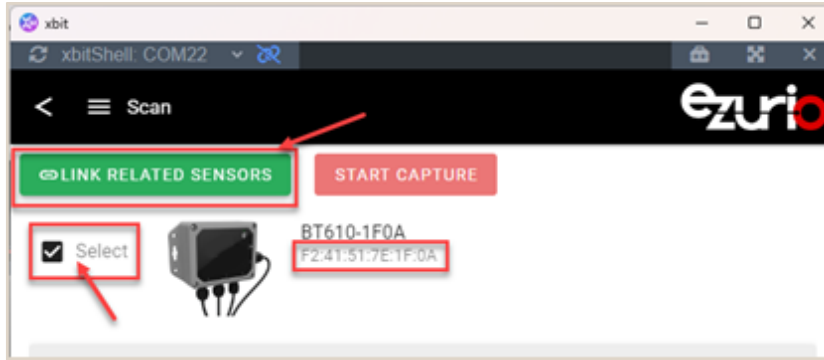 xbit
xbitShell: COM22
Scan
ezurio
LINK RELATED SENSORS
START CAPTURE
Select
BT610-1F0A
F2:41:51:7E:1F:0A